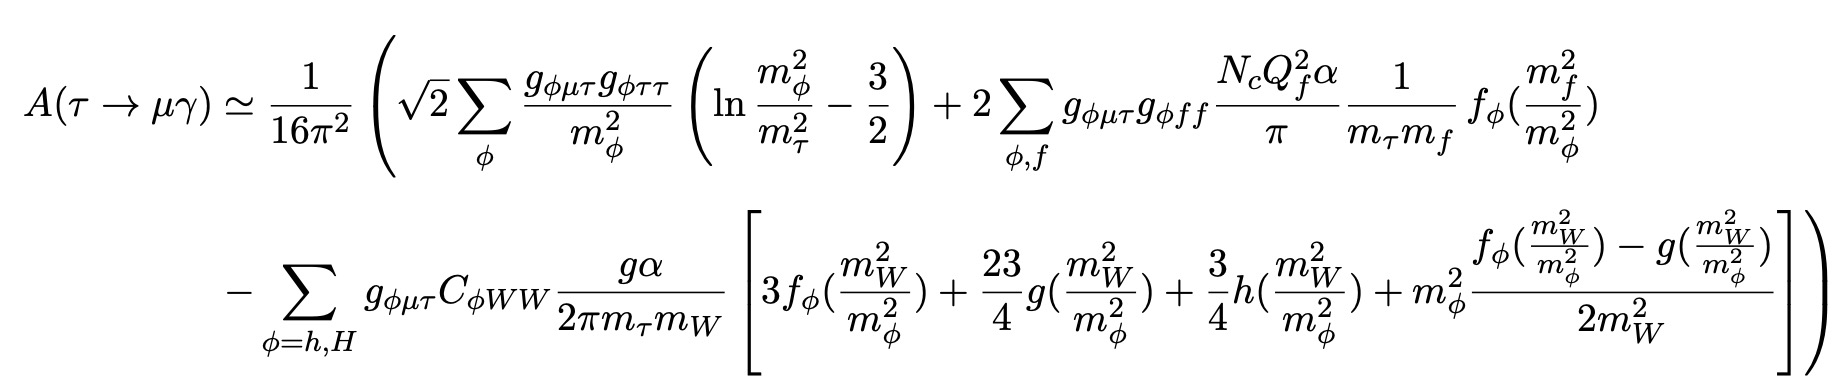 A(τ → μγ) ≃ \frac{1}{16π^2} \left( \sqrt{2} \sum_{ϕ} \frac{g_{ϕμτ} g_{ϕττ}}{m_ϕ^2} \left( \ln \frac{m_ϕ^2}{m_τ^2} − \frac{3}{2} \right) + 2 \sum_{ϕ,f} g_{ϕμτ} g_{ϕff} \frac{N_c Q_f^2 α}{π} \frac{1}{m_τ m_f} f_ϕ(\frac{m_f^2}{m_ϕ^2})
− \sum_{ϕ=h,H} g_{ϕμτ} C_{ϕWW} \frac{gα}{2π m_τ m_W} \left[ 3f_ϕ(\frac{m_W^2}{m_ϕ^2}) + \frac{23}{4} g(\frac{m_W^2}{m_ϕ^2}) + \frac{3}{4} h(\frac{m_W^2}{m_ϕ^2}) + m_ϕ^2 \frac{f_ϕ(\frac{m_W^2}{m_ϕ^2}) − g(\frac{m_W^2}{m_ϕ^2})}{2m_W^2} \right] \right)